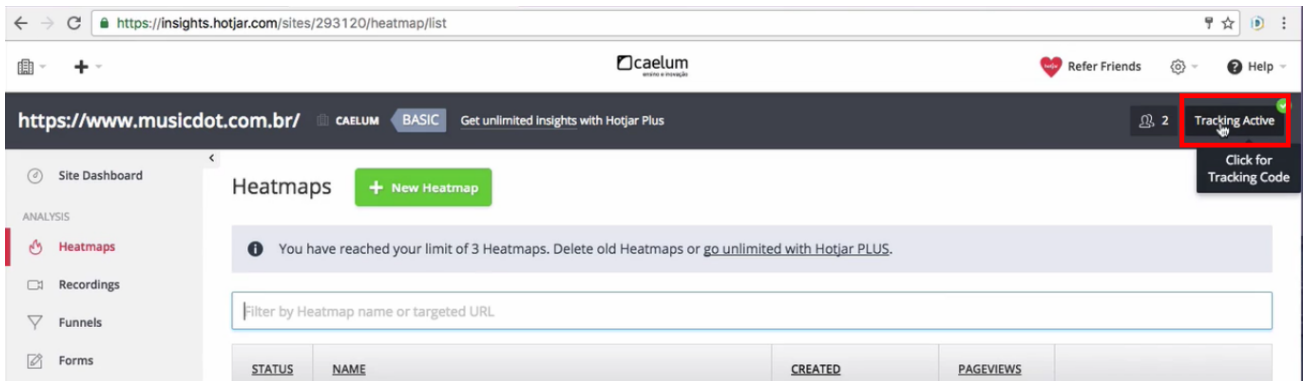 https://insights.hotjar.com/sites/293120/heatmap/list
caelum
ensino e inovação
hotjar
Refer Friends
Help
https://www.musicdot.com.br/ CAELUM BASIC Get unlimited insights with Hotjar Plus 2 Tracking Active
Click for
Tracking Code
Site Dashboard
Heatmaps + New Heatmap
ANALYSIS
Heatmaps
You have reached your limit of 3 Heatmaps. Delete old Heatmaps or go unlimited with Hotjar PLUS.
Recordings
Filter by Heatmap name or targeted URL
Funnels
Forms
STATUS NAME CREATED PAGEVIEWS